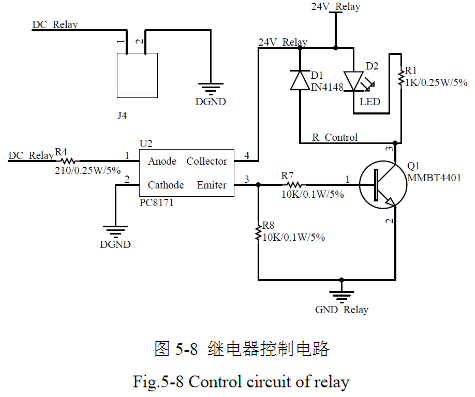 24V_Relay
DC_Relay
1
2
J4
DGND
24V_Relay
D1
IN4148
D2
LED
R1
1K/0.25W/5%
R_Control
DC_Relay
R4
210/0.25W/5%
U2
1
Anode Collector
4
2
Cathode Emiter
3
PC8171
DGND
R7
10K/0.1W/5%
R8
10K/0.1W/5%
1
3
Q1
MMBT4401
2
GND_Relay
图 5-8 继电器控制电路
Fig.5-8 Control circuit of relay